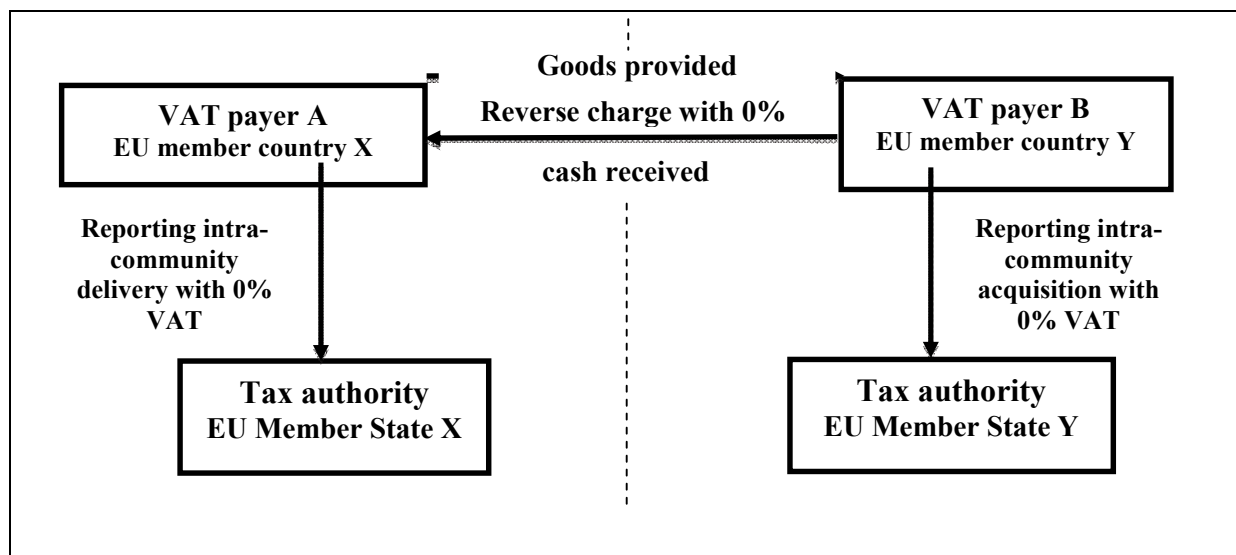 Goods provided
VAT payer A
EU member country X
Reverse charge with 0%
VAT payer B
EU member country Y
cash received
Reporting intra-
community
delivery with 0%
VAT
Reporting intra-
community
acquisition with
0% VAT
Tax authority
EU Member State X
Tax authority
EU Member State Y